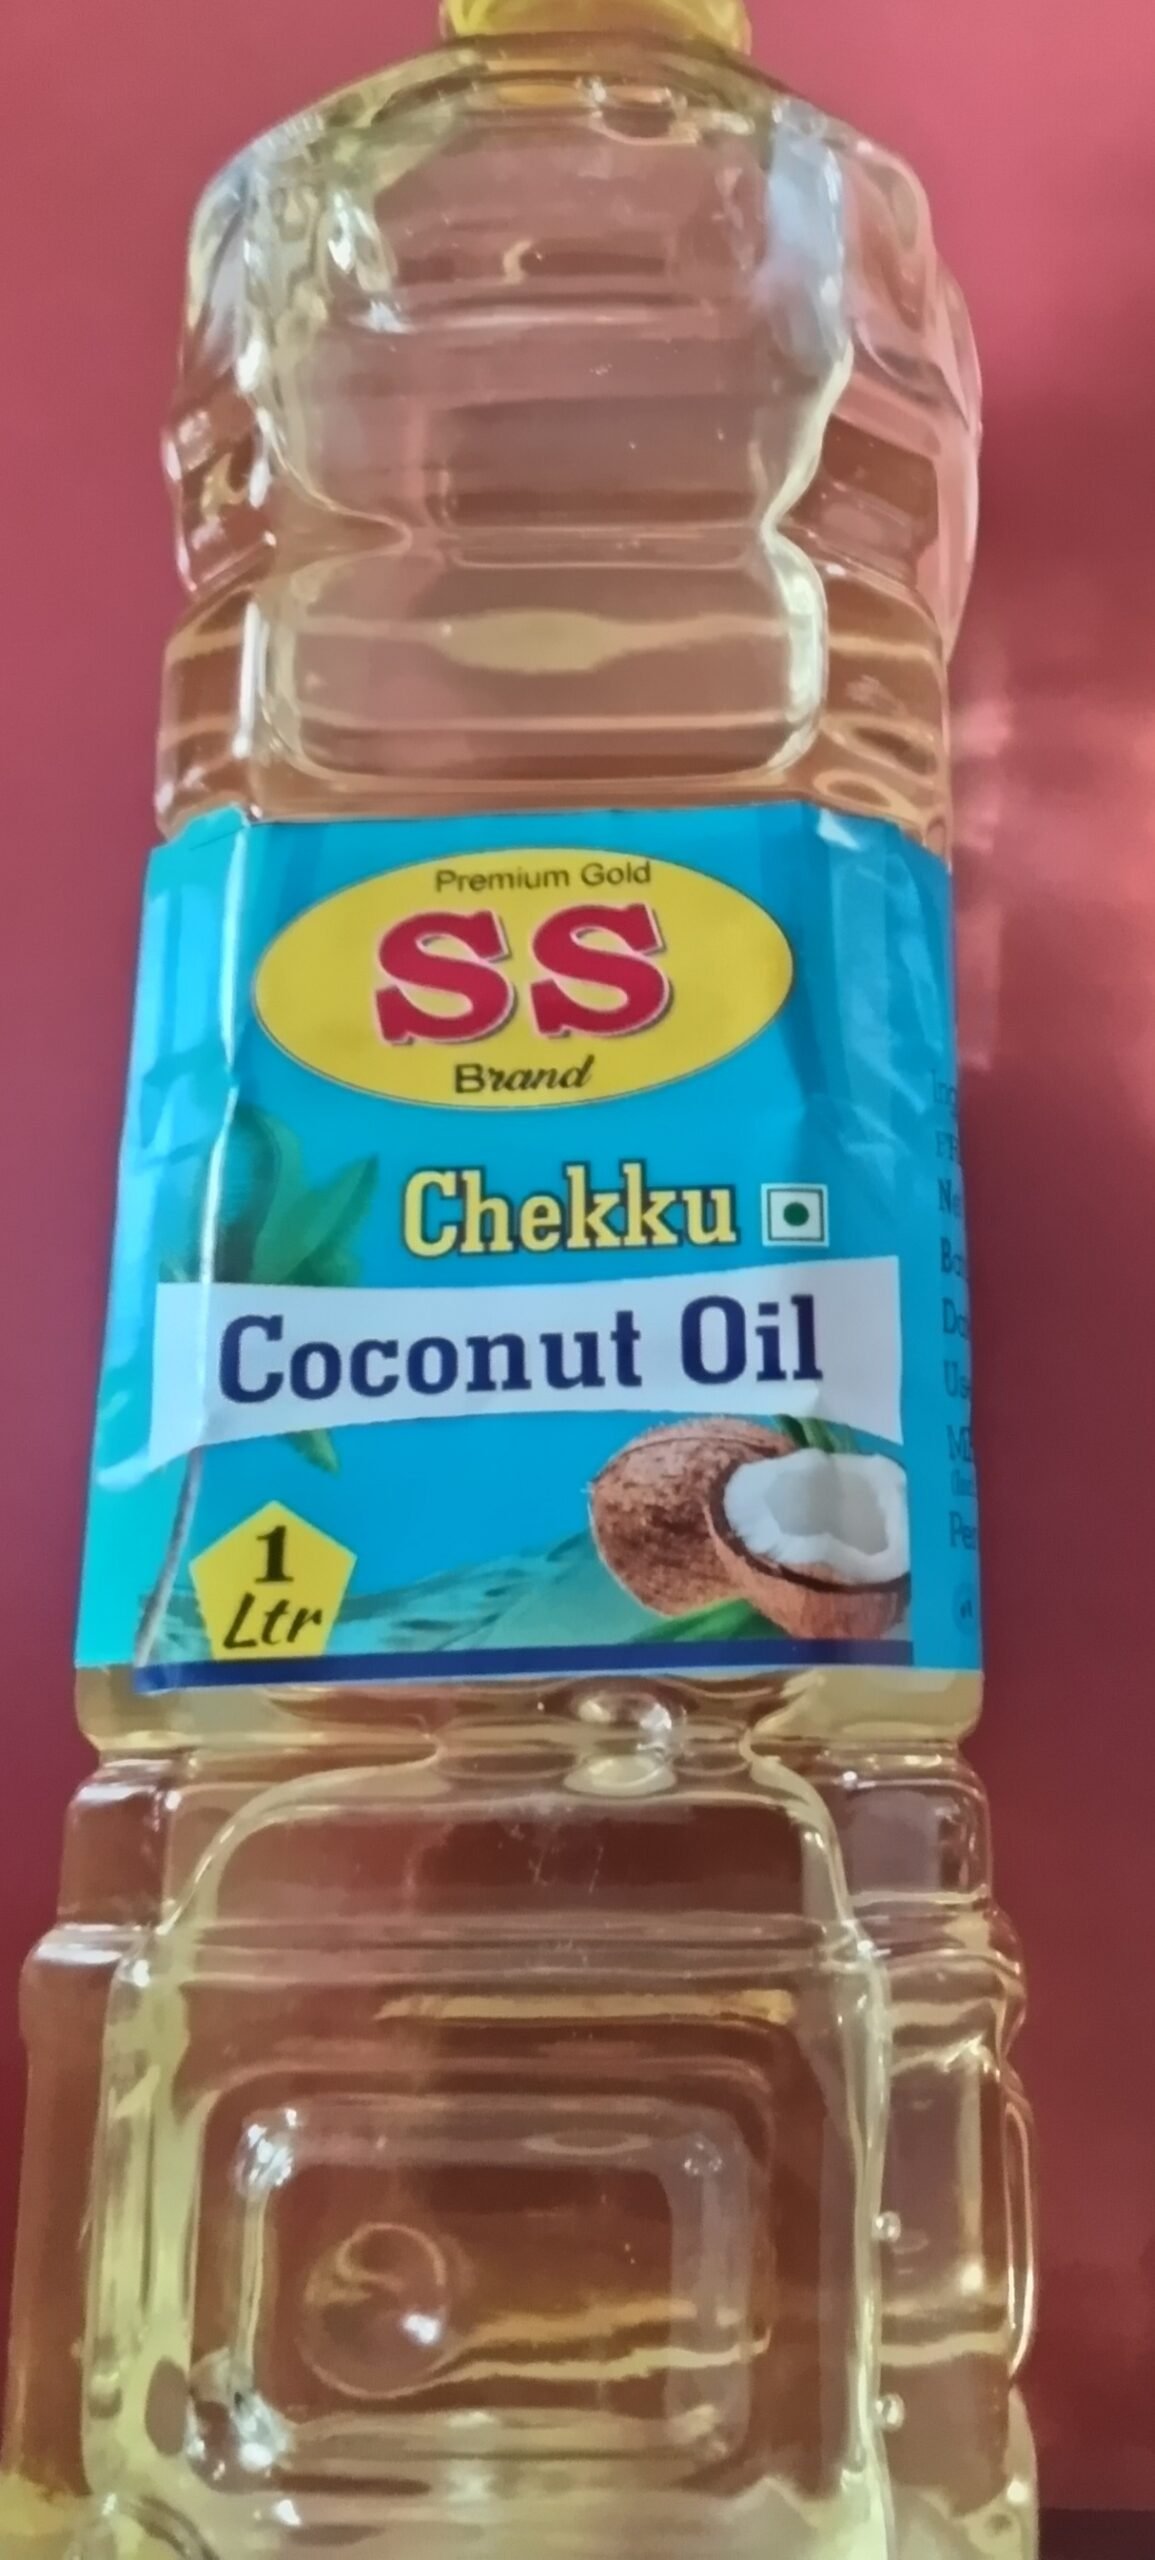 Premium Gold
SS
Brand
Chekku
Coconut Oil
1
Ltr